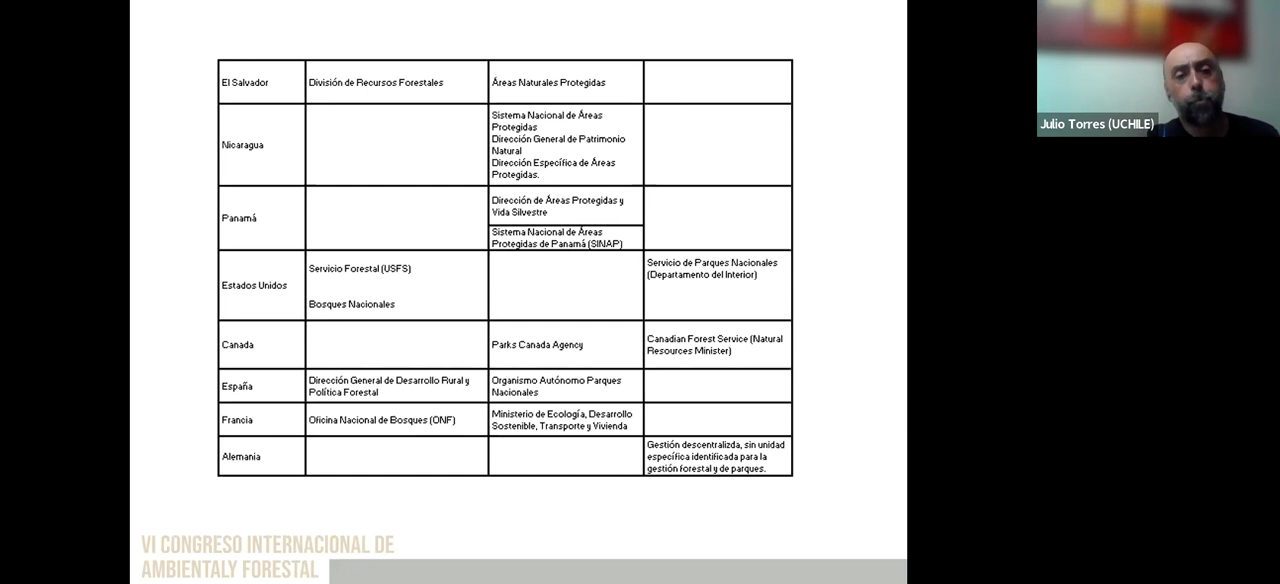 El Salvador
División de Recursos Forestales
Áreas Naturales Protegidas
Nicaragua
Sistema Nacional de Áreas
Protegidas
Dirección General de Patrimonio
Natural
Dirección Específica de Áreas
Protegidas.
Panamá
Dirección de Áreas Protegidas y
Vida Silvestre
Sistema Nacional de Áreas
Protegidas de Panamá (SINAP)
Estados Unidos
Servicio Forestal (USFS)
Bosques Nacionales
Servicio de Parques Nacionales
(Departamento del Interior)
Canada
Parks Canada Agency
Canadian Forest Service (Natural
Resources Minister)
España
Dirección General de Desarrollo Rural y
Política Forestal
Organismo Autónomo Parques
Nacionales
Francia
Oficina Nacional de Bosques (ONF)
Ministerio de Ecología, Desarrollo
Sostenible, Transporte y Vivienda
Alemania
Gestión descentralizda, sin unidad
específica identificada para la
gestión forestal y de parques.
VI CONGRESO INTERNACIONAL DE
AMBIENTALY FORESTAL
Julio Torres (UCHILE)